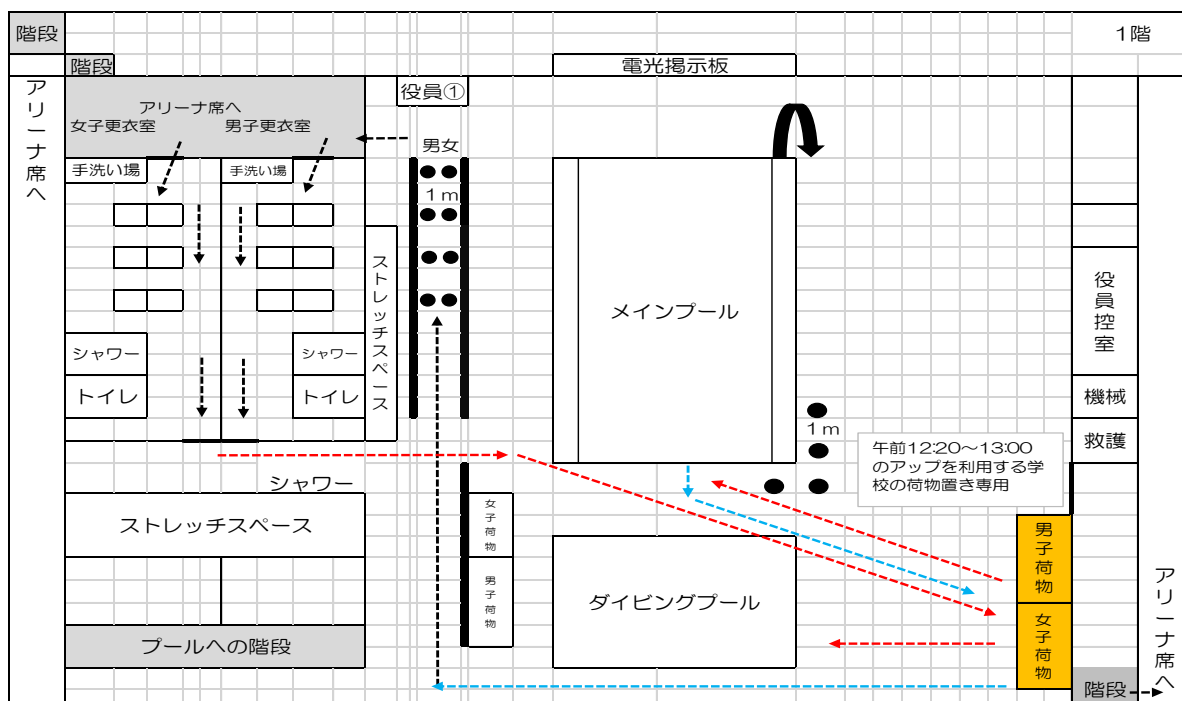 階段
1階
階段
電光掲示板
アリーナ席へ
役員①
アリーナ席へ
女子更衣室
男子更衣室
男女
手洗い場
手洗い場
1m
ストレッチスペース
メインプール
役員控室
シャワー
シャワー
トイレ
トイレ
機械
1m
救護
午前12:20~13:00
のアップを利用する学
校の荷物置き専用
シャワー
ストレッチスペース
女子荷物
男子荷物
男子荷物
ダイビングプール
アリーナ席へ
女子荷物
プールへの階段
階段